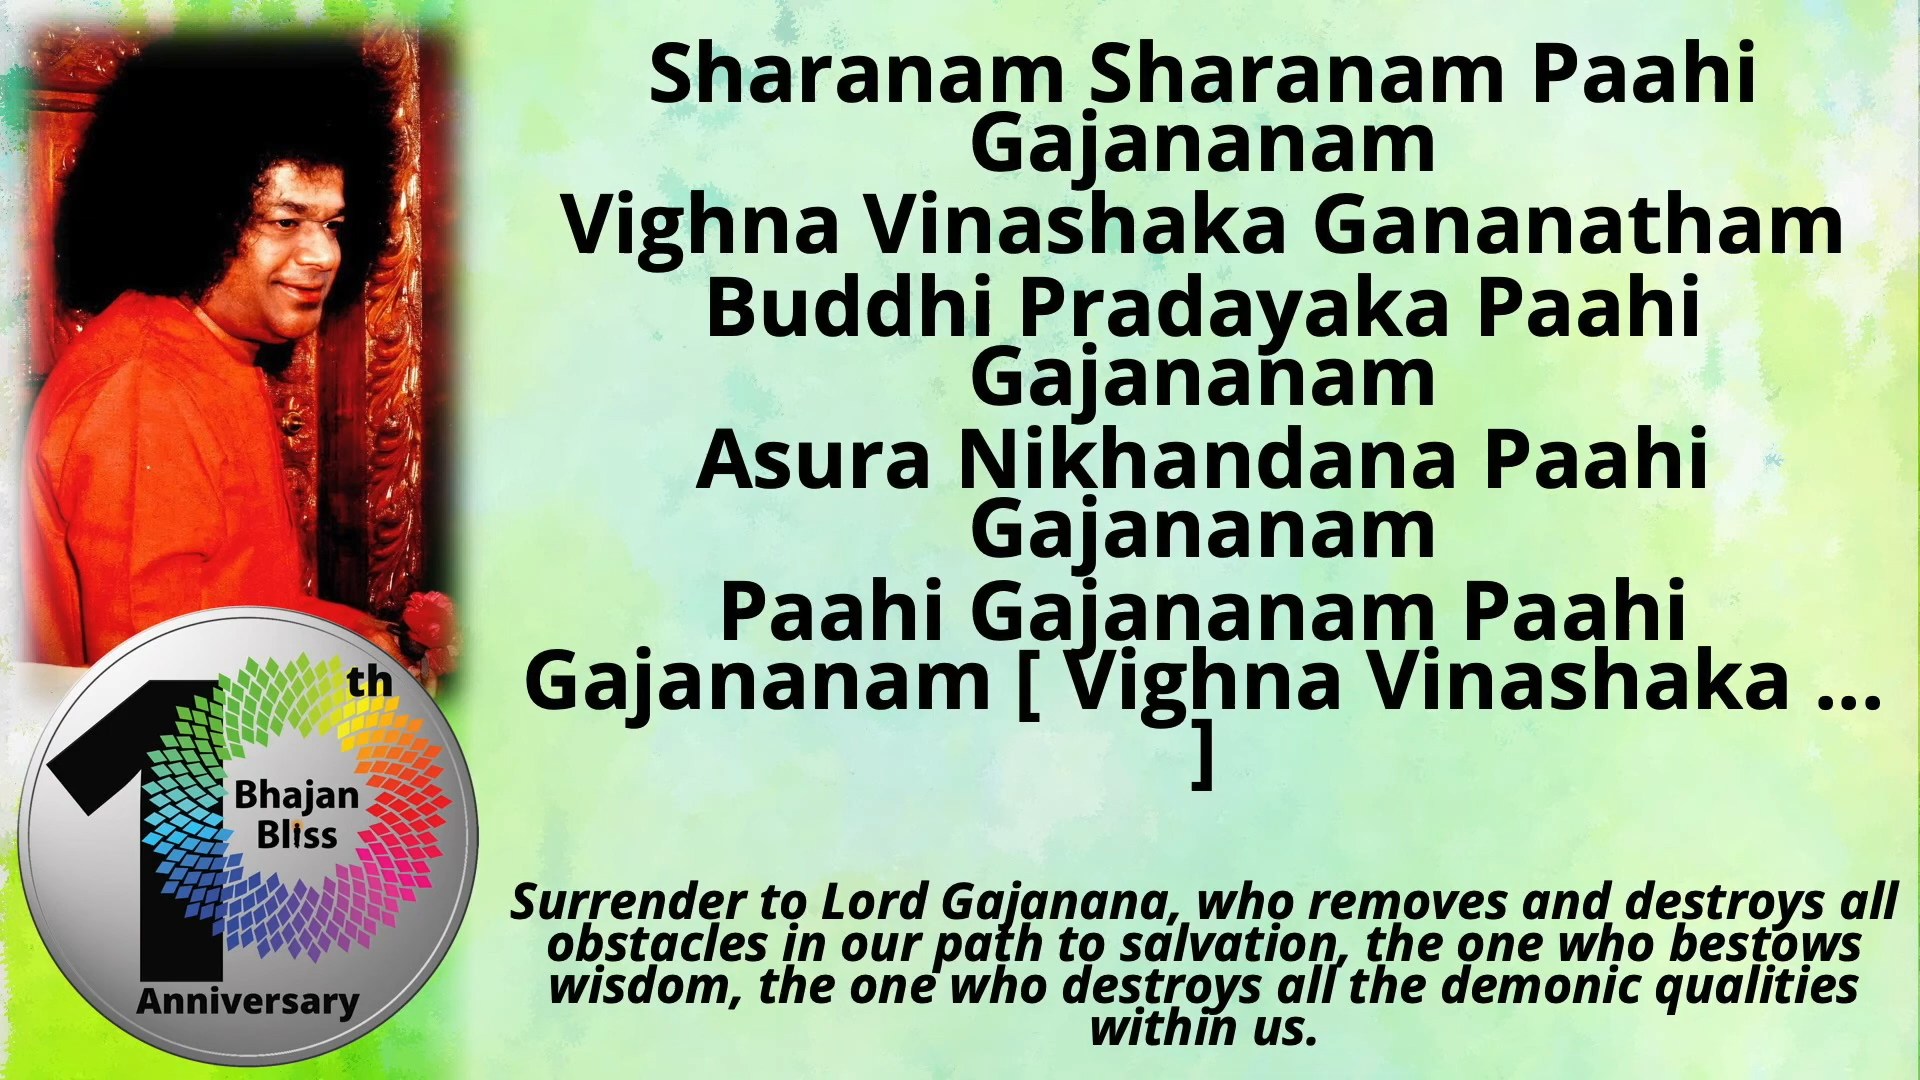 Sharanam Sharanam Paahi
Gajananam
Vighna Vinashaka Gananatham
Buddhi Pradayaka Paahi
Gajananam
Asura Nikhandana Paahi
Gajananam
Paahi Gajananam Paahi
Gajananam [ Vighna Vinashaka ...
]
Surrender to Lord Gajanana, who removes and destroys all
obstacles in our path to salvation, the one who bestows
wisdom, the one who destroys all the demonic qualities
within us.
10th
Bhajan
Bliss
Anniversary